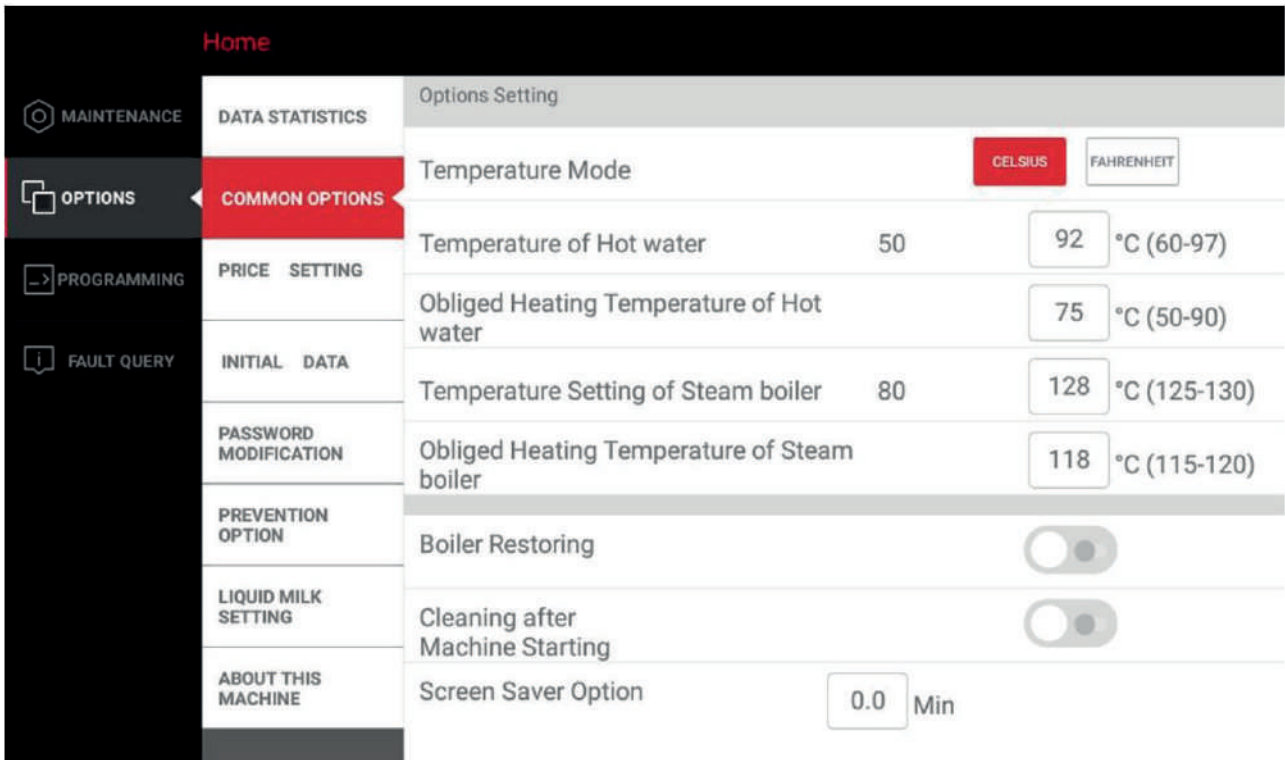 Home
MAINTENANCE
OPTIONS
PROGRAMMING
FAULT QUERY
DATA STATISTICS
COMMON OPTIONS
PRICE SETTING
INITIAL DATA
PASSWORD
MODIFICATION
PREVENTION
OPTION
LIQUID MILK
SETTING
ABOUT THIS
MACHINE
Options Setting
Temperature Mode CELSIUS FAHRENHEIT
Temperature of Hot water 50 92 °C (60-97)
Obliged Heating Temperature of Hot
water 75 °C (50-90)
Temperature Setting of Steam boiler 80 128 °C (125-130)
Obliged Heating Temperature of Steam
boiler 118 °C (115-120)
Boiler Restoring
Cleaning after
Machine Starting
Screen Saver Option 0.0 Min